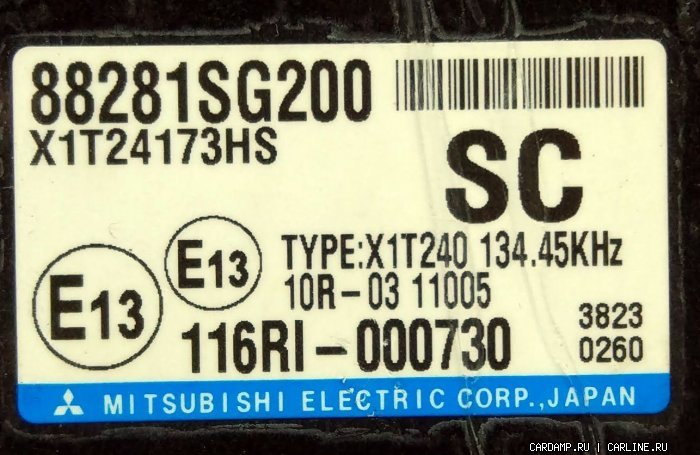 88281SG200
X1T24173HS
SC
TYPE:X1T240 134.45KHz
10R-03 11005
E13
E13
116RI-000730
3823
0260
MITSUBISHI ELECTRIC CORP.,JAPAN
CARDAMP.RU | CARLINE.RU